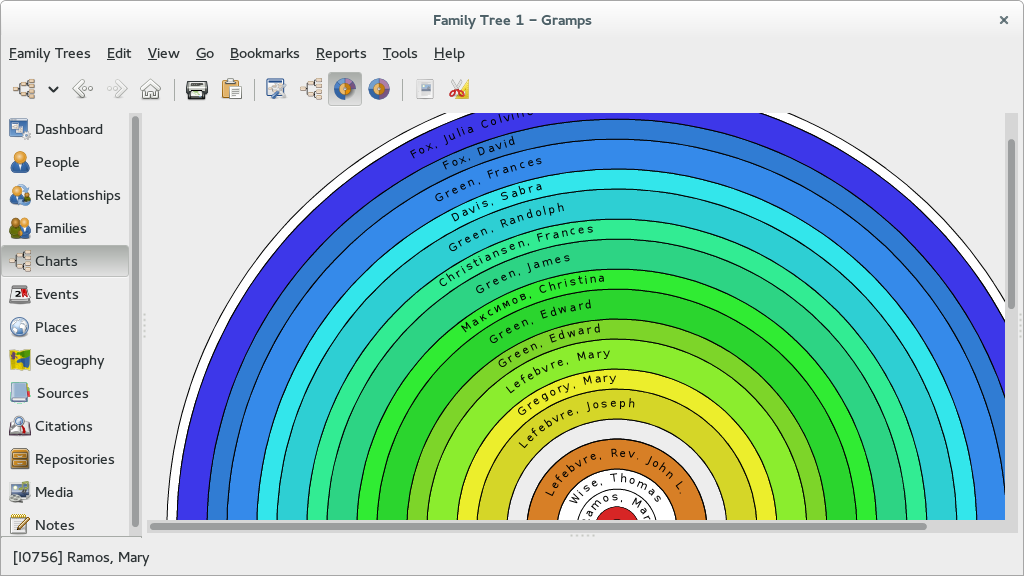 Family Tree 1 – Gramps
Family Trees Edit View Go Bookmarks Reports Tools Help
Dashboard
People
Relationships
Families
Charts
Events
Places
Geography
Sources
Citations
Repositories
Media
Notes
Fox, Julia Colville
Fox, David
Green, Frances
Davis, Sabra
Green, Randolph
Christiansen, Frances
Green, James
Максимов, Christina
Green, Edward
Green, Edward
Lefebvre, Mary
Gregory, Mary
Lefebvre, Joseph
Lefebvre, Rev. John L.
Wise, Thomas
Ramos, Mar
[I0756] Ramos, Mary